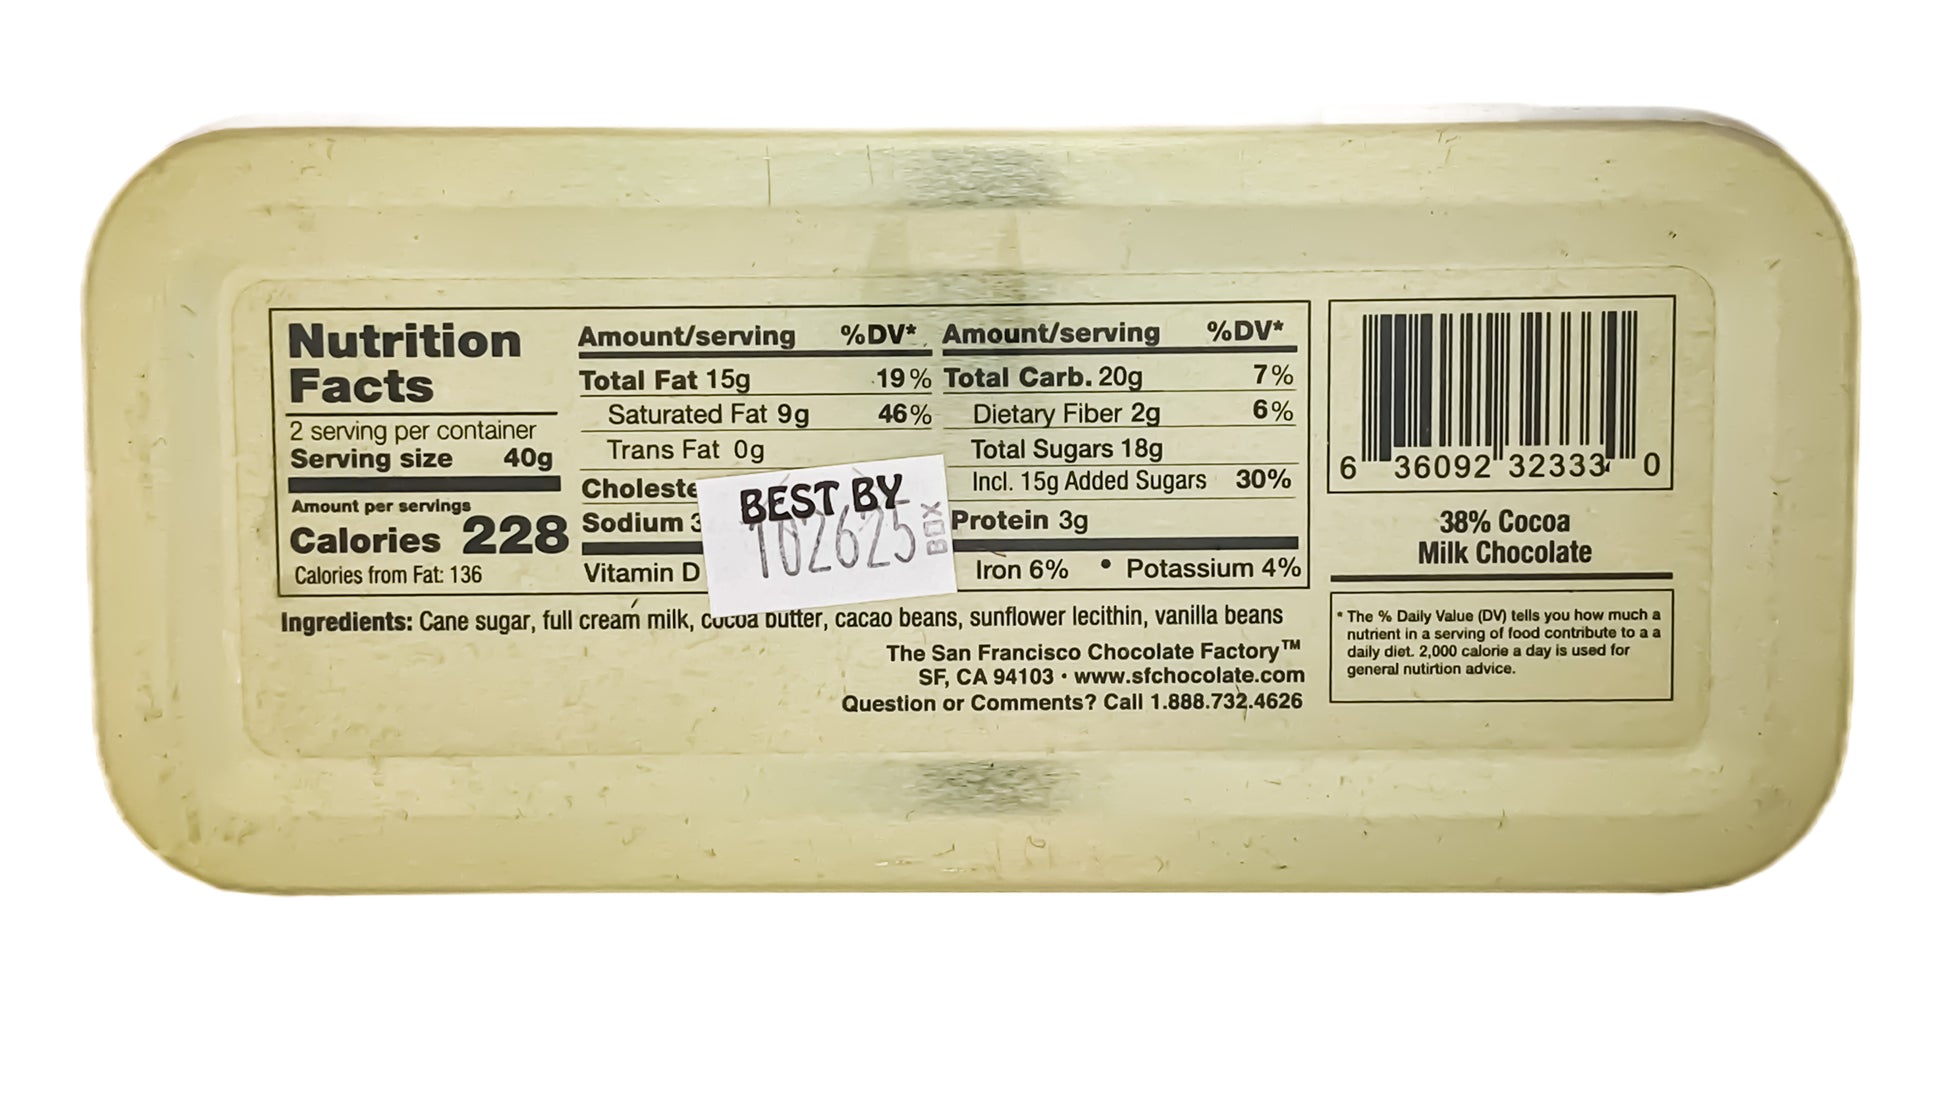 Nutrition
Facts
2 serving per container
Serving size 40g
Amount per servings
Calories 228
Calories from Fat: 136
Amount/serving %DV*
Total Fat 15g 19%
Saturated Fat 9g 46%
Trans Fat 0g
Sodium
Vitamin D
BEST BY
102625
BOX
Amount/serving %DV*
Total Carb. 20g 7%
Dietary Fiber 2g 6%
Total Sugars 18g
Incl. 15g Added Sugars 30%
Protein 3g
Iron 6% • Potassium 4%
Ingredients: Cane sugar, full cream milk, cocoa butter, cacao beans, sunflower lecithin, vanilla beans
The San Francisco Chocolate Factory™
SF, CA 94103 • www.sfchocolate.com
Question or Comments? Call 1.888.732.4626
6 36092 32333 0
38% Cocoa
Milk Chocolate
* The % Daily Value (DV) tells you how much a
nutrient in a serving of food contribute to a a
daily diet. 2,000 calorie a day is used for
general nutirtion advice.